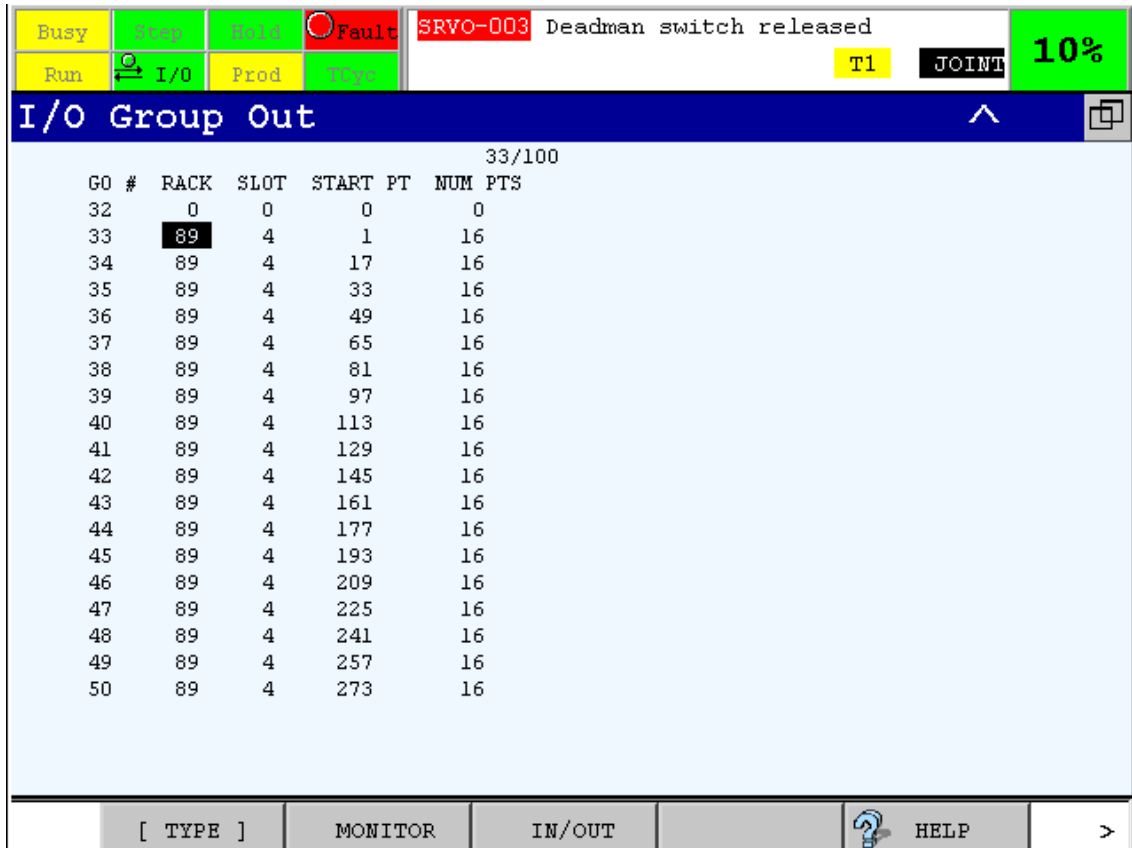 Busy Step Hold Fault SRVO-003 Deadman switch released
Run I/O Prod TCyc T1 JOINT 10%
I/O Group Out
33/100
GO # RACK SLOT START PT NUM PTS
32 0 0 0 0
33 89 4 1 16
34 89 4 17 16
35 89 4 33 16
36 89 4 49 16
37 89 4 65 16
38 89 4 81 16
39 89 4 97 16
40 89 4 113 16
41 89 4 129 16
42 89 4 145 16
43 89 4 161 16
44 89 4 177 16
45 89 4 193 16
46 89 4 209 16
47 89 4 225 16
48 89 4 241 16
49 89 4 257 16
50 89 4 273 16
[ TYPE ] MONITOR IN/OUT HELP >